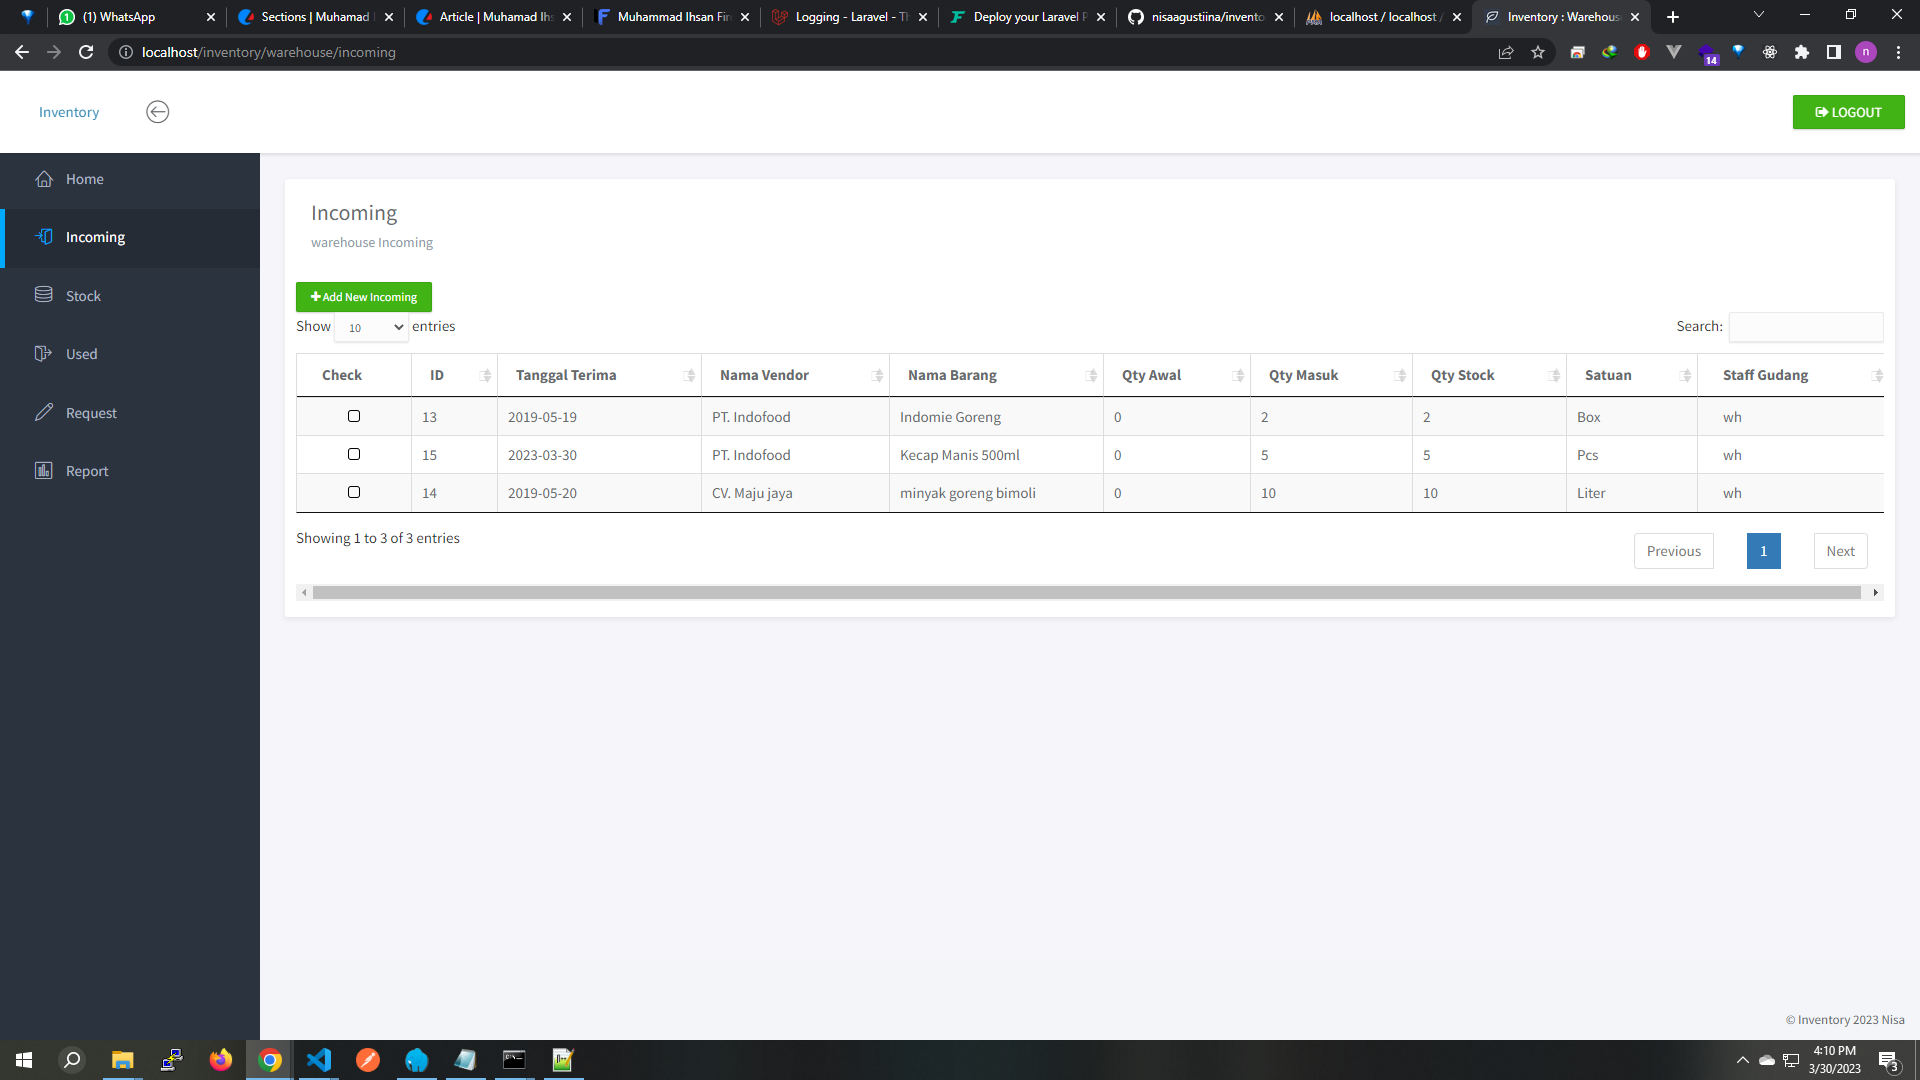 (1) WhatsApp
Sections | Muhamad
Article | Muhamad Ihs
Muhammad Ihsan Fir
Logging - Laravel - Th
Deploy your Laravel P
nisaagustiina/invento
localhost / localhost /
Inventory : Warehous
localhost/inventory/warehouse/incoming
14
n
Inventory
LOGOUT
Home
Incoming
Stock
Used
Request
Report
Incoming
warehouse Incoming
Add New Incoming
Show 10 entries
Search:
Check ID Tanggal Terima Nama Vendor Nama Barang Qty Awal Qty Masuk Qty Stock Satuan Staff Gudang
13 2019-05-19 PT. Indofood Indomie Goreng 0 2 2 Box wh
15 2023-03-30 PT. Indofood Kecap Manis 500ml 0 5 5 Pcs wh
14 2019-05-20 CV. Maju jaya minyak goreng bimoli 0 10 10 Liter wh
Showing 1 to 3 of 3 entries
Previous 1 Next
© Inventory 2023 Nisa
4:10 PM
3/30/2023
3